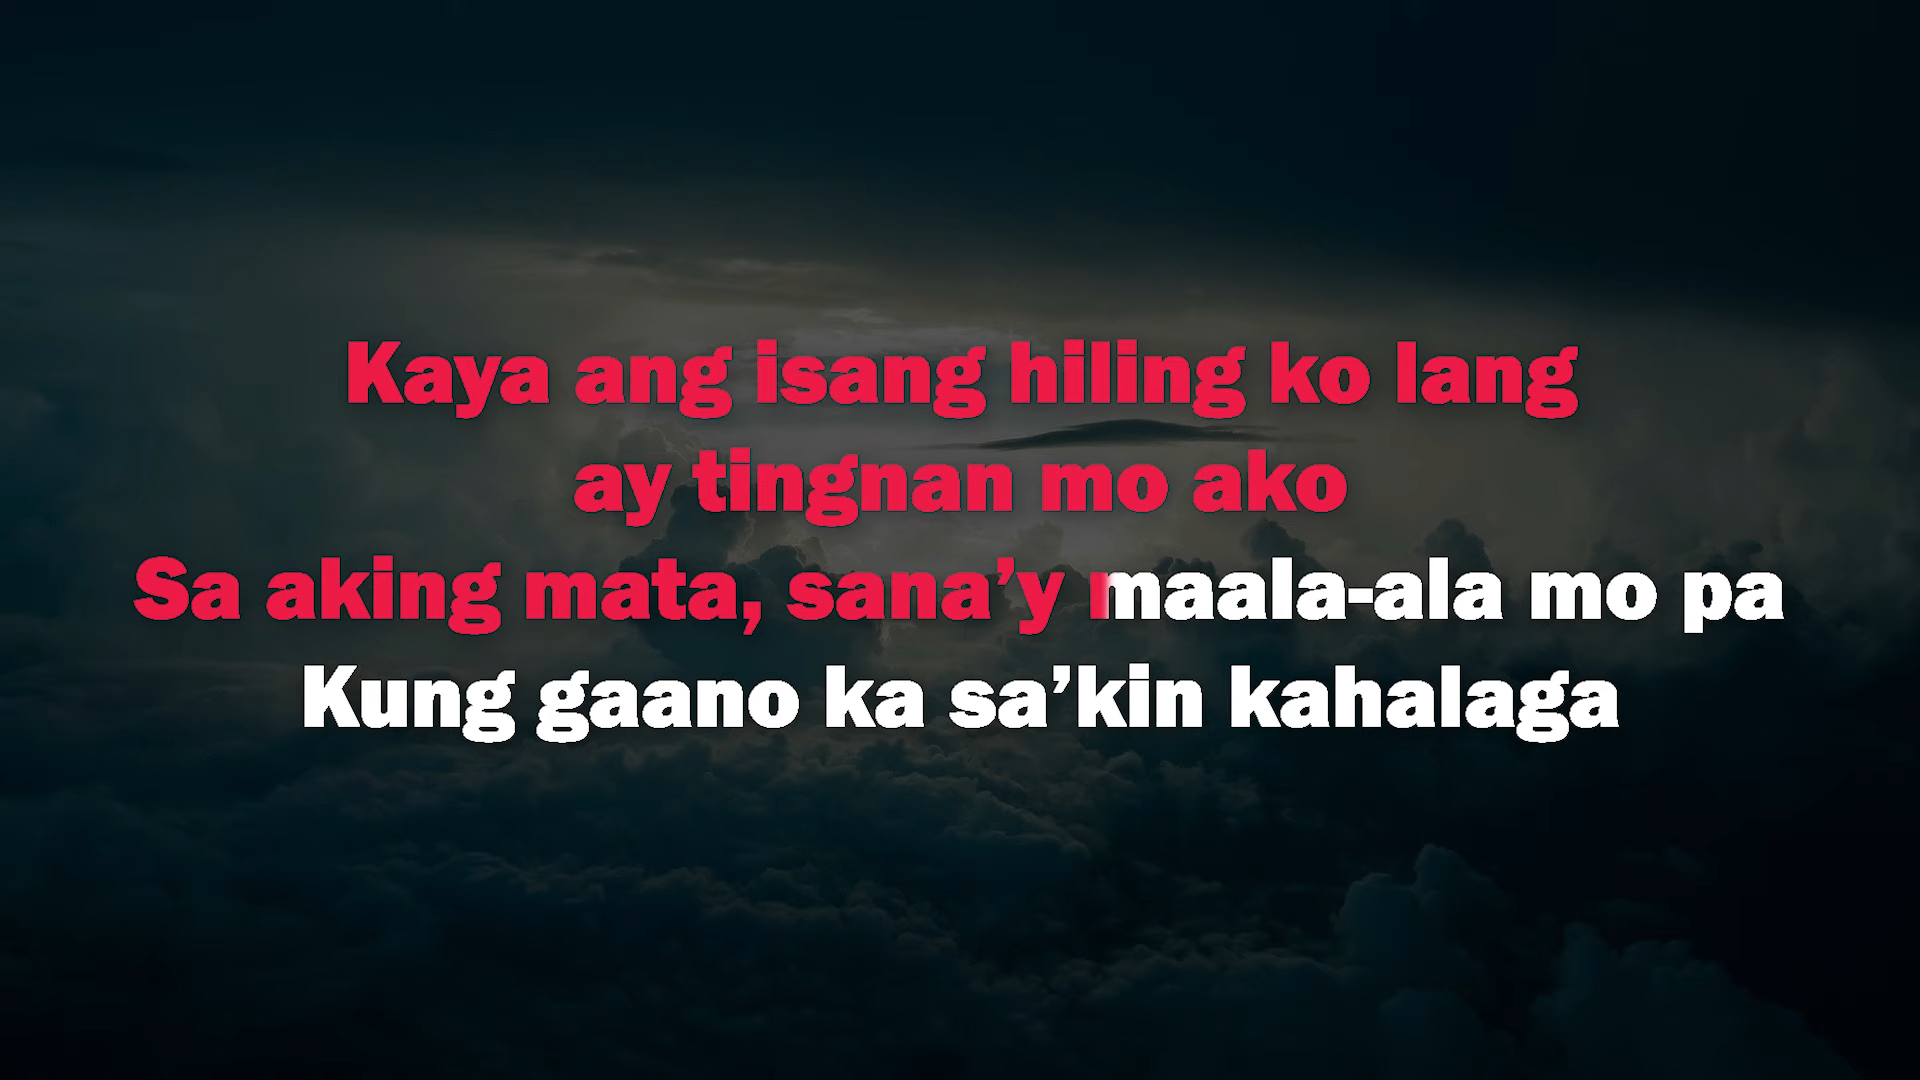 Kaya ang isang hiling ko lang
ay tingnan mo ako
Sa aking mata, sana’y maala-ala mo pa
Kung gaano ka sa’kin kahalaga